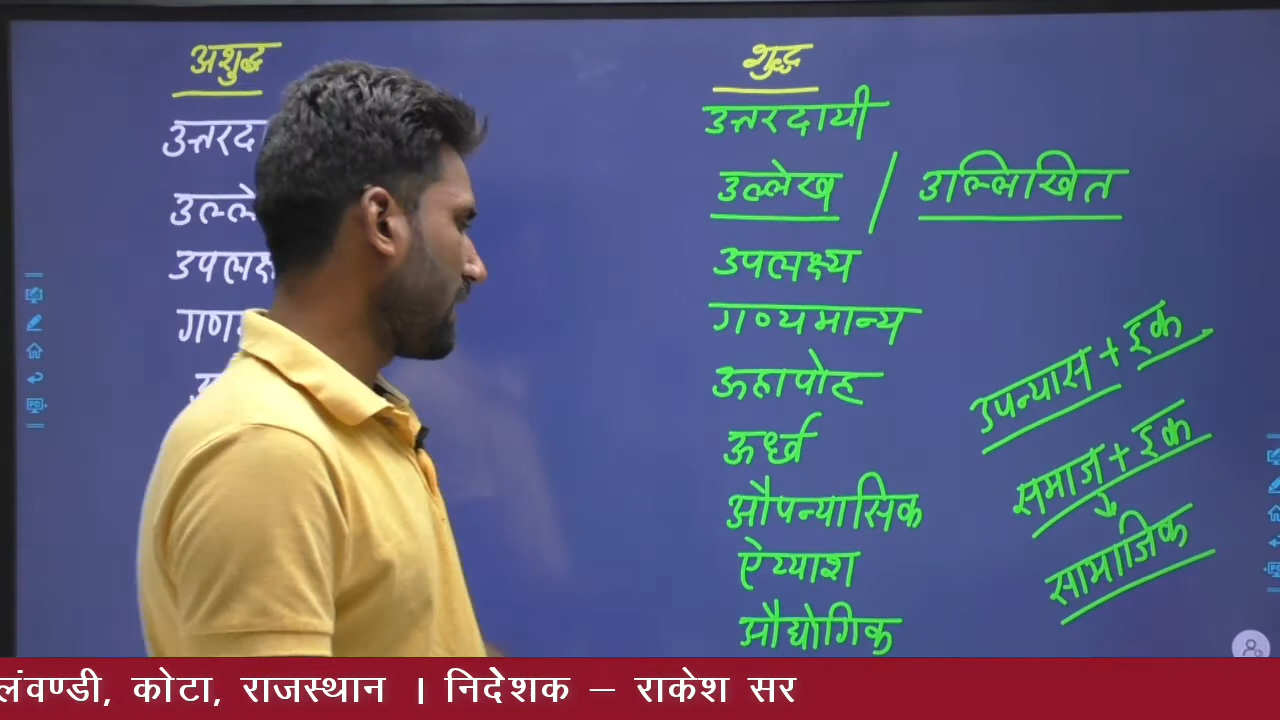 अशुद्ध शुद्ध
उत्तरदायी
उल्लेख / उल्लिखित
उपलक्ष्य
गण्यमान्य
ऊहापोह
ऊर्ध्व
औपन्यासिक
ऐय्याश
औद्योगिक
उपन्यास + इक
समाज + इक
सामाजिक
लंवण्डी, कोटा, राजस्थान । निदेशक – राकेश सर